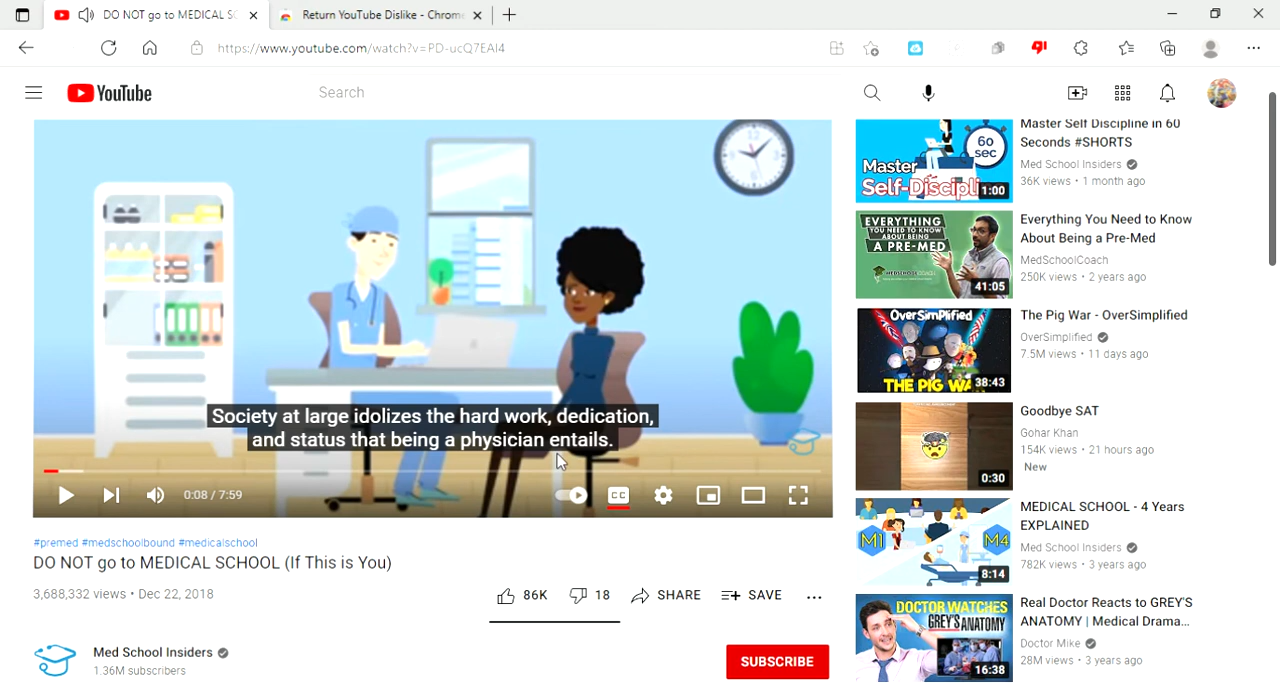 DO NOT go to MEDICAL SC
Return YouTube Dislike - Chrome
https://www.youtube.com/watch?v=PD-ucQ7EAI4
YouTube
Search
Society at large idolizes the hard work, dedication,
and status that being a physician entails.
0:08 / 7:59
CC
#premed #medschoolbound #medicalschool
DO NOT go to MEDICAL SCHOOL (If This is You)
3,688,332 views • Dec 22, 2018
86K
18
SHARE
SAVE
Med School Insiders
1.36M subscribers
SUBSCRIBE
60
sec
Master
Self-Discipli
1:00
Master Self Discipline in 60
Seconds #SHORTS
Med School Insiders
36K views • 1 month ago
EVERYTHING
YOU NEED TO KNOW
ABOUT BEING
A PRE-MED
MEDSCHOOLCOACH
41:05
Everything You Need to Know
About Being a Pre-Med
MedSchoolCoach
250K views • 2 years ago
OVERSIMPLIFIED
THE PIG WA
38:43
The Pig War - OverSimplified
OverSimplified
7.5M views • 11 days ago
0:30
Goodbye SAT
Gohar Khan
154K views • 21 hours ago
New
M1
M4
8:14
MEDICAL SCHOOL - 4 Years
EXPLAINED
Med School Insiders
782K views • 3 years ago
DOCTOR WATCHES
GREY'S
ANATOMY
16:38
Real Doctor Reacts to GREY'S
ANATOMY | Medical Drama...
Doctor Mike
28M views • 3 years ago